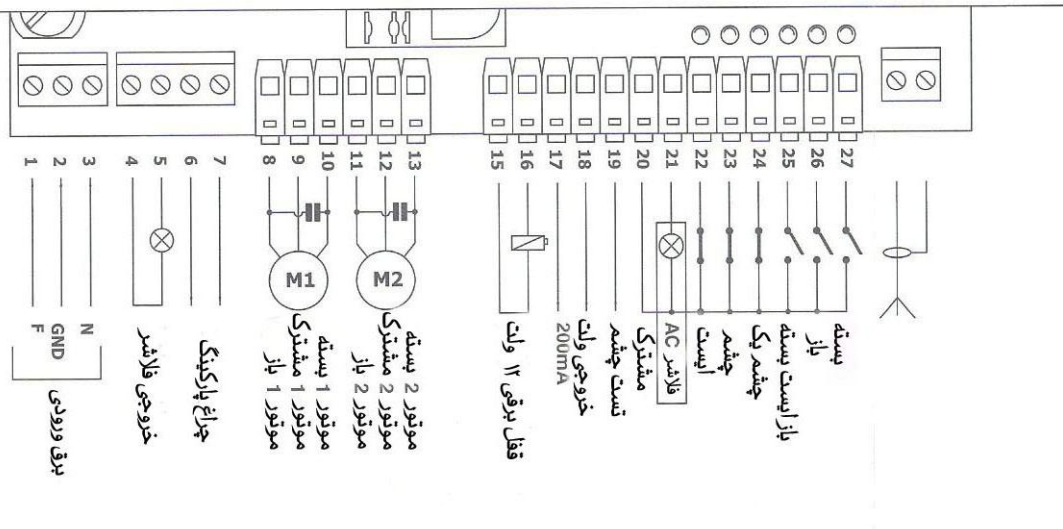 1 2 3 4 5 6 7 8 9 10 11 12 13 15 16 17 18 19 20 21 22 23 24 25 26 27
M1
M2
F
GND
N
برق ورودی
خروجی فلاشر
چراغ پارکینگ
موتور 1 باز
موتور 1 مشترک
موتور 1 بسته
موتور 2 باز
موتور 2 مشترک
موتور 2 بسته
قفل برقی ۱۲ ولت
200mA
خروجی ولت
تست چشم
مشترک
فلاشر AC
ایست
چشم
چشم یک
باز ایست بسته
باز
بسته